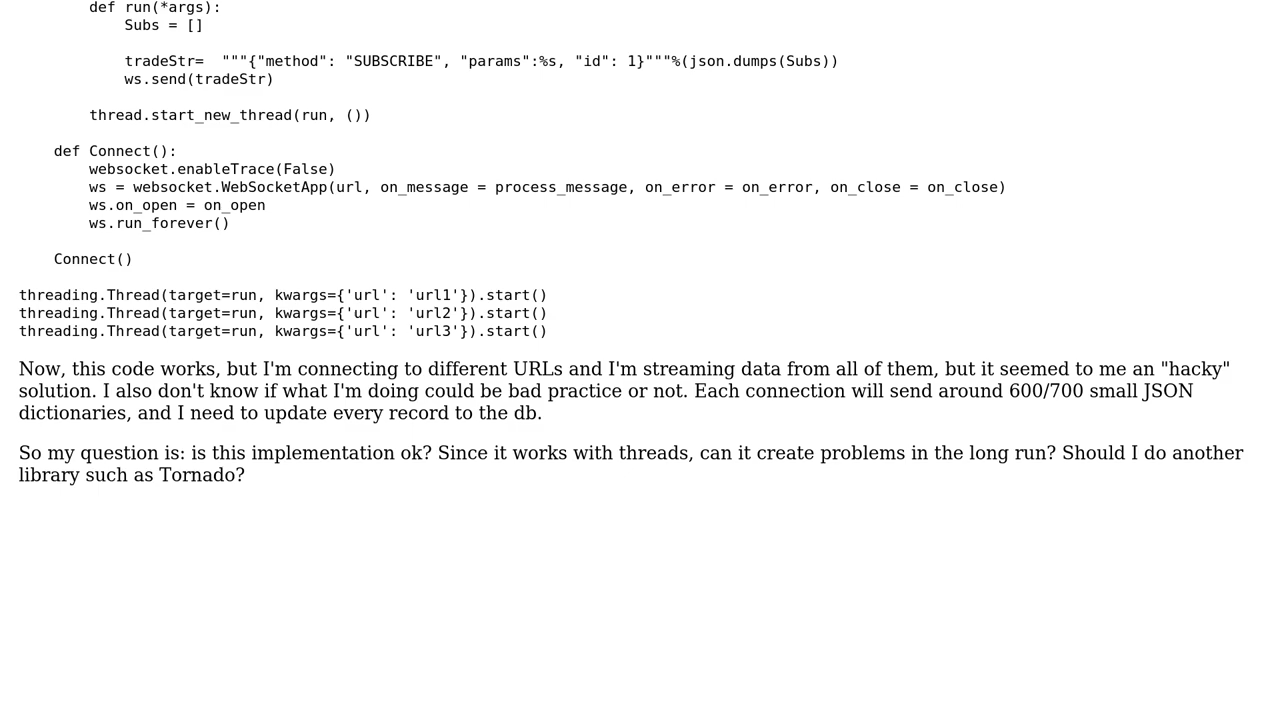 def run(*args):
            Subs = []

            tradeStr=  """{"method": "SUBSCRIBE", "params":%s, "id": 1}"""%(json.dumps(Subs))
            ws.send(tradeStr)

        thread.start_new_thread(run, ())

    def Connect():
        websocket.enableTrace(False)
        ws = websocket.WebSocketApp(url, on_message = process_message, on_error = on_error, on_close = on_close)
        ws.on_open = on_open
        ws.run_forever()

    Connect()

threading.Thread(target=run, kwargs={'url': 'url1'}).start()
threading.Thread(target=run, kwargs={'url': 'url2'}).start()
threading.Thread(target=run, kwargs={'url': 'url3'}).start()

Now, this code works, but I'm connecting to different URLs and I'm streaming data from all of them, but it seemed to me an "hacky"
solution. I also don't know if what I'm doing could be bad practice or not. Each connection will send around 600/700 small JSON
dictionaries, and I need to update every record to the db.

So my question is: is this implementation ok? Since it works with threads, can it create problems in the long run? Should I do another
library such as Tornado?